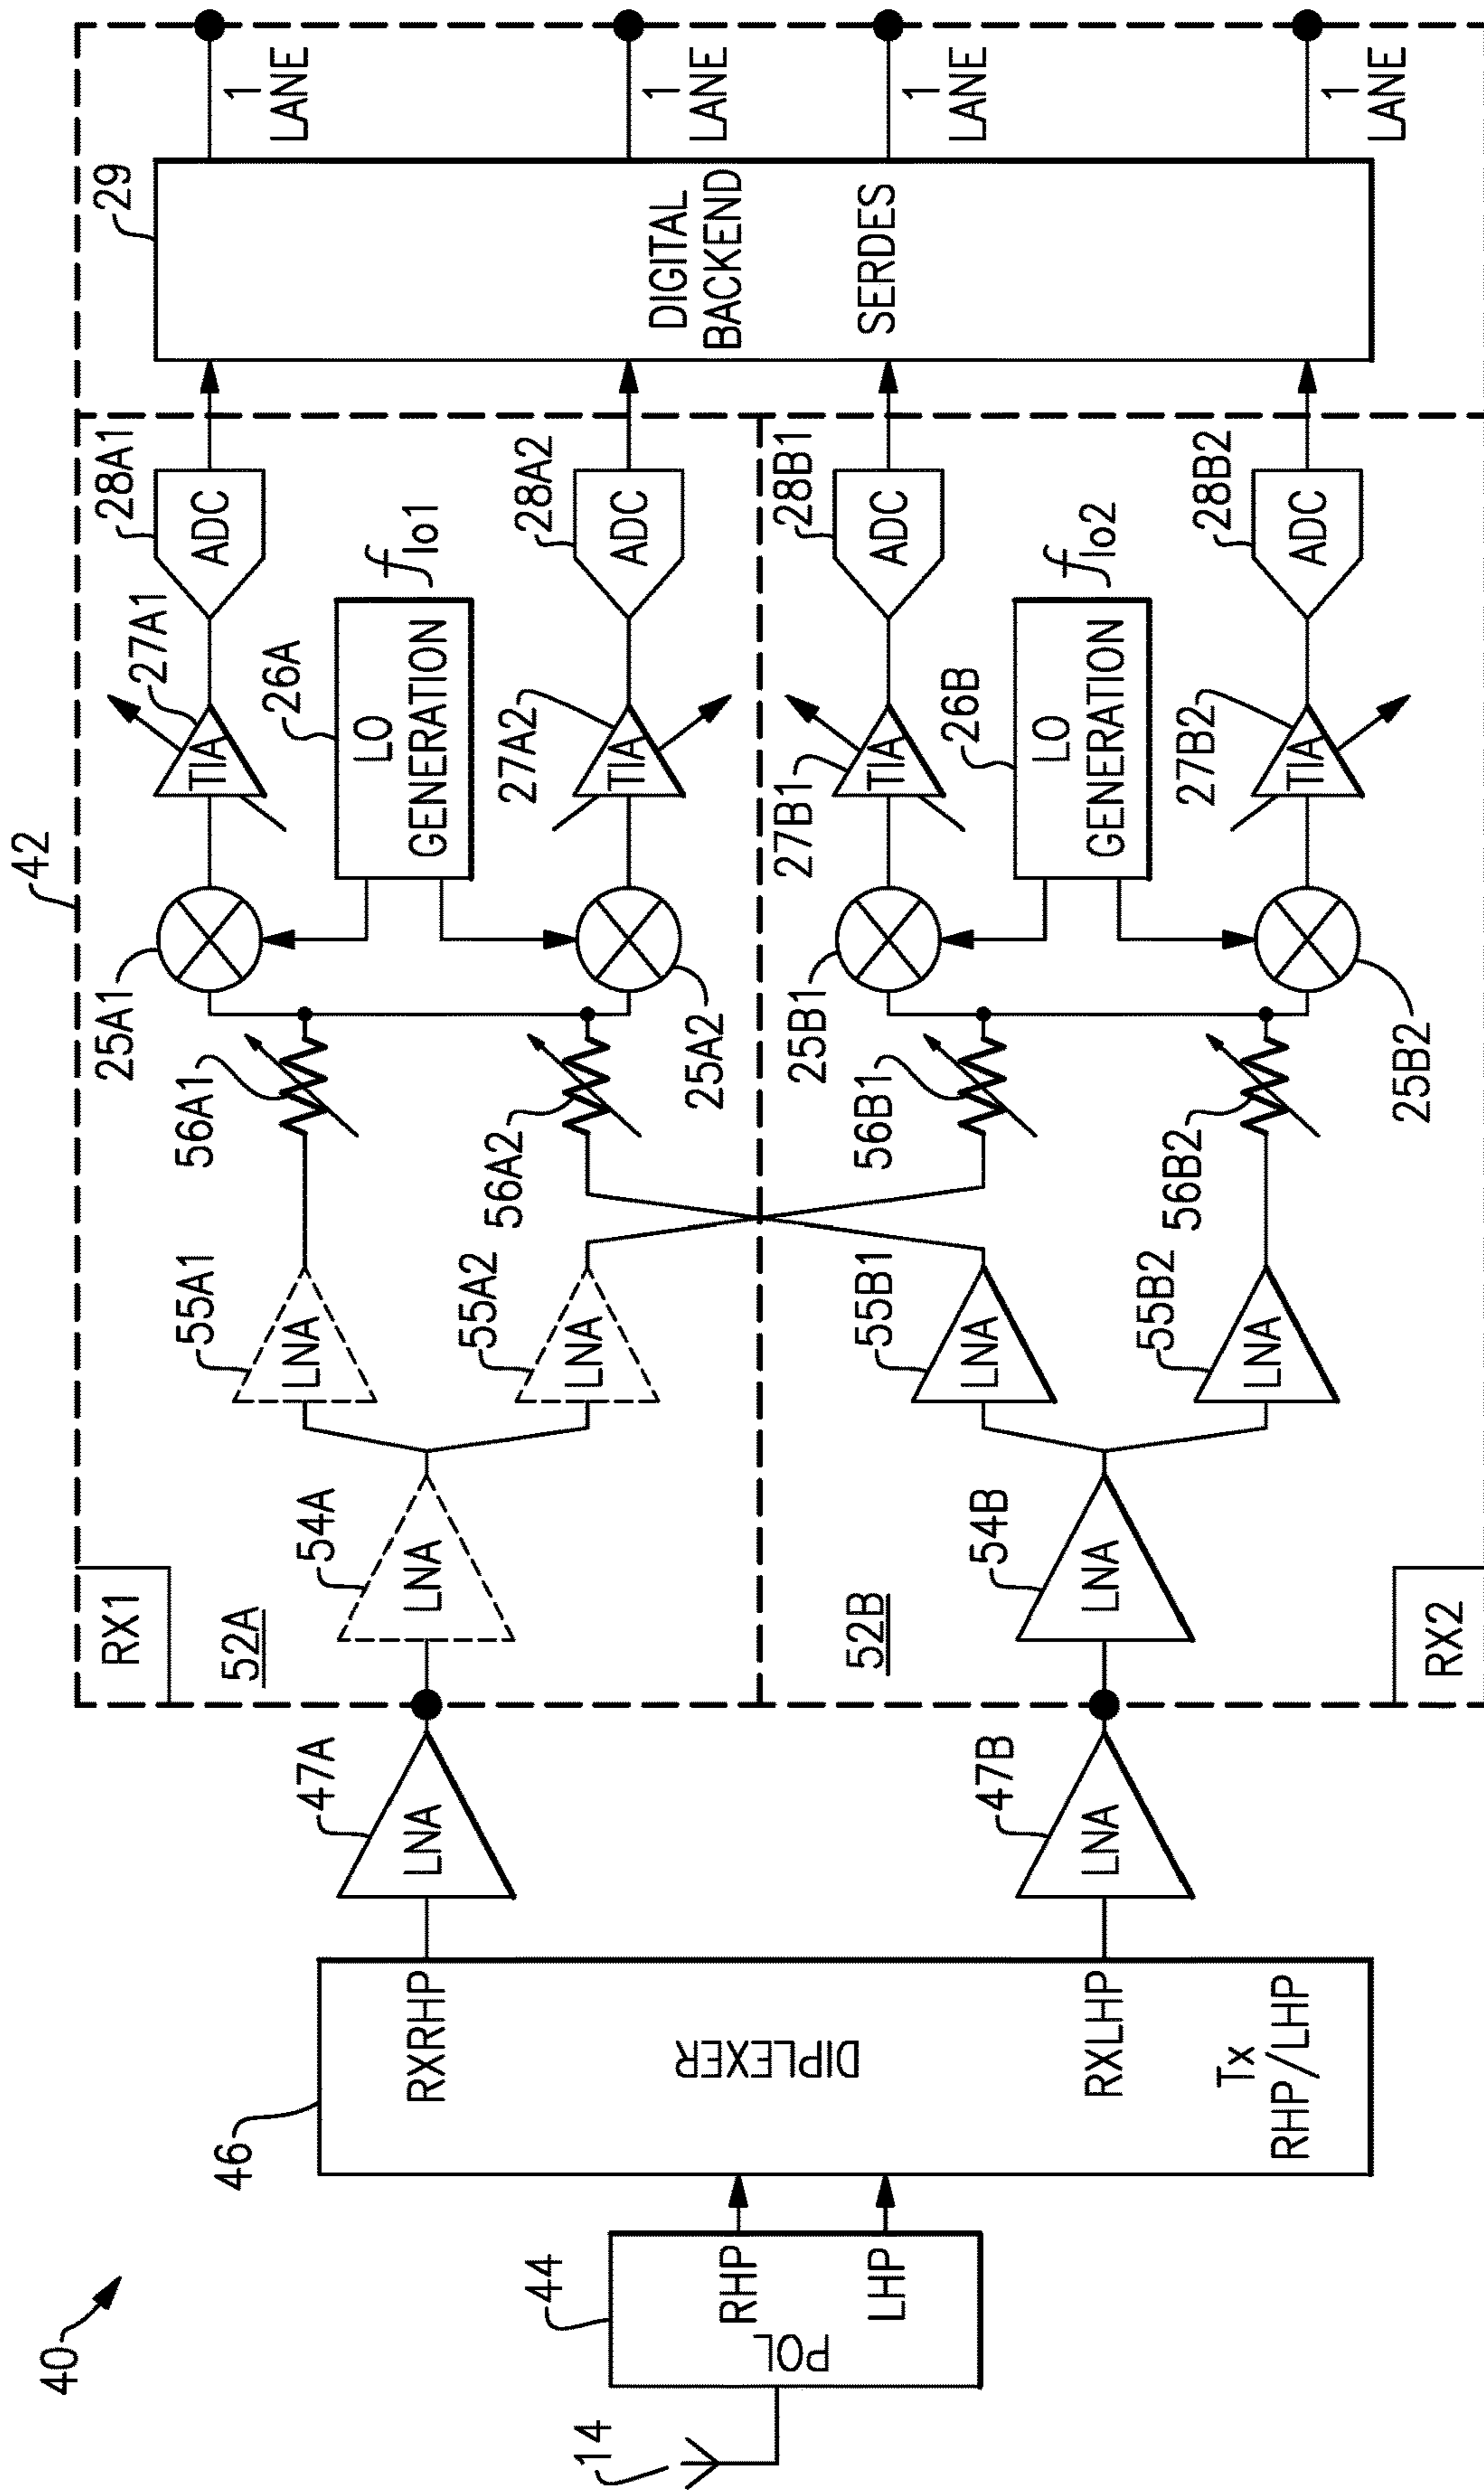 40
14
44
POL
RHP
LHP
46
DIPLEXER
RXRHP
RXLHP
Tx
RHP/LHP
47A
LNA
47B
LNA
42
RX1
52A
54A
LNA
55A1
LNA
55A2
LNA
56A1
56A2
25A1
25A2
26A
LO
GENERATION
flo1
27A1
TIA
27A2
TIA
28A1
ADC
28A2
ADC
RX2
52B
54B
LNA
55B1
LNA
55B2
LNA
56B1
56B2
25B1
25B2
26B
LO
GENERATION
flo2
27B1
TIA
27B2
TIA
28B1
ADC
28B2
ADC
29
DIGITAL
BACKEND
SERDES
1
LANE
1
LANE
1
LANE
1
LANE